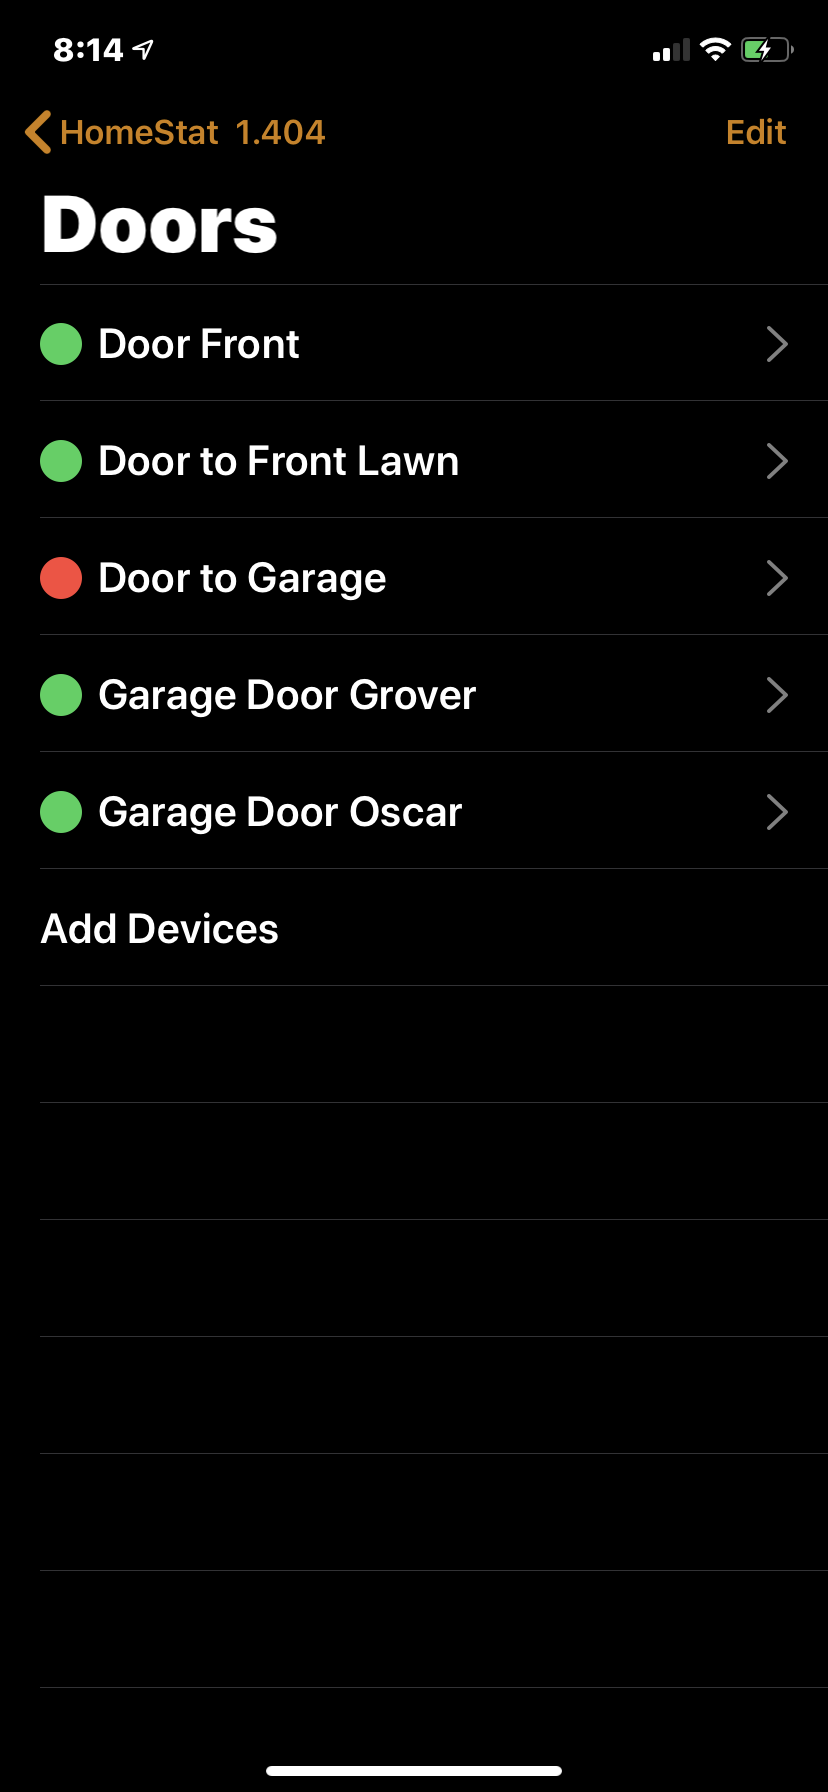 8:14
HomeStat 1.404
Edit
Doors
Door Front
Door to Front Lawn
Door to Garage
Garage Door Grover
Garage Door Oscar
Add Devices